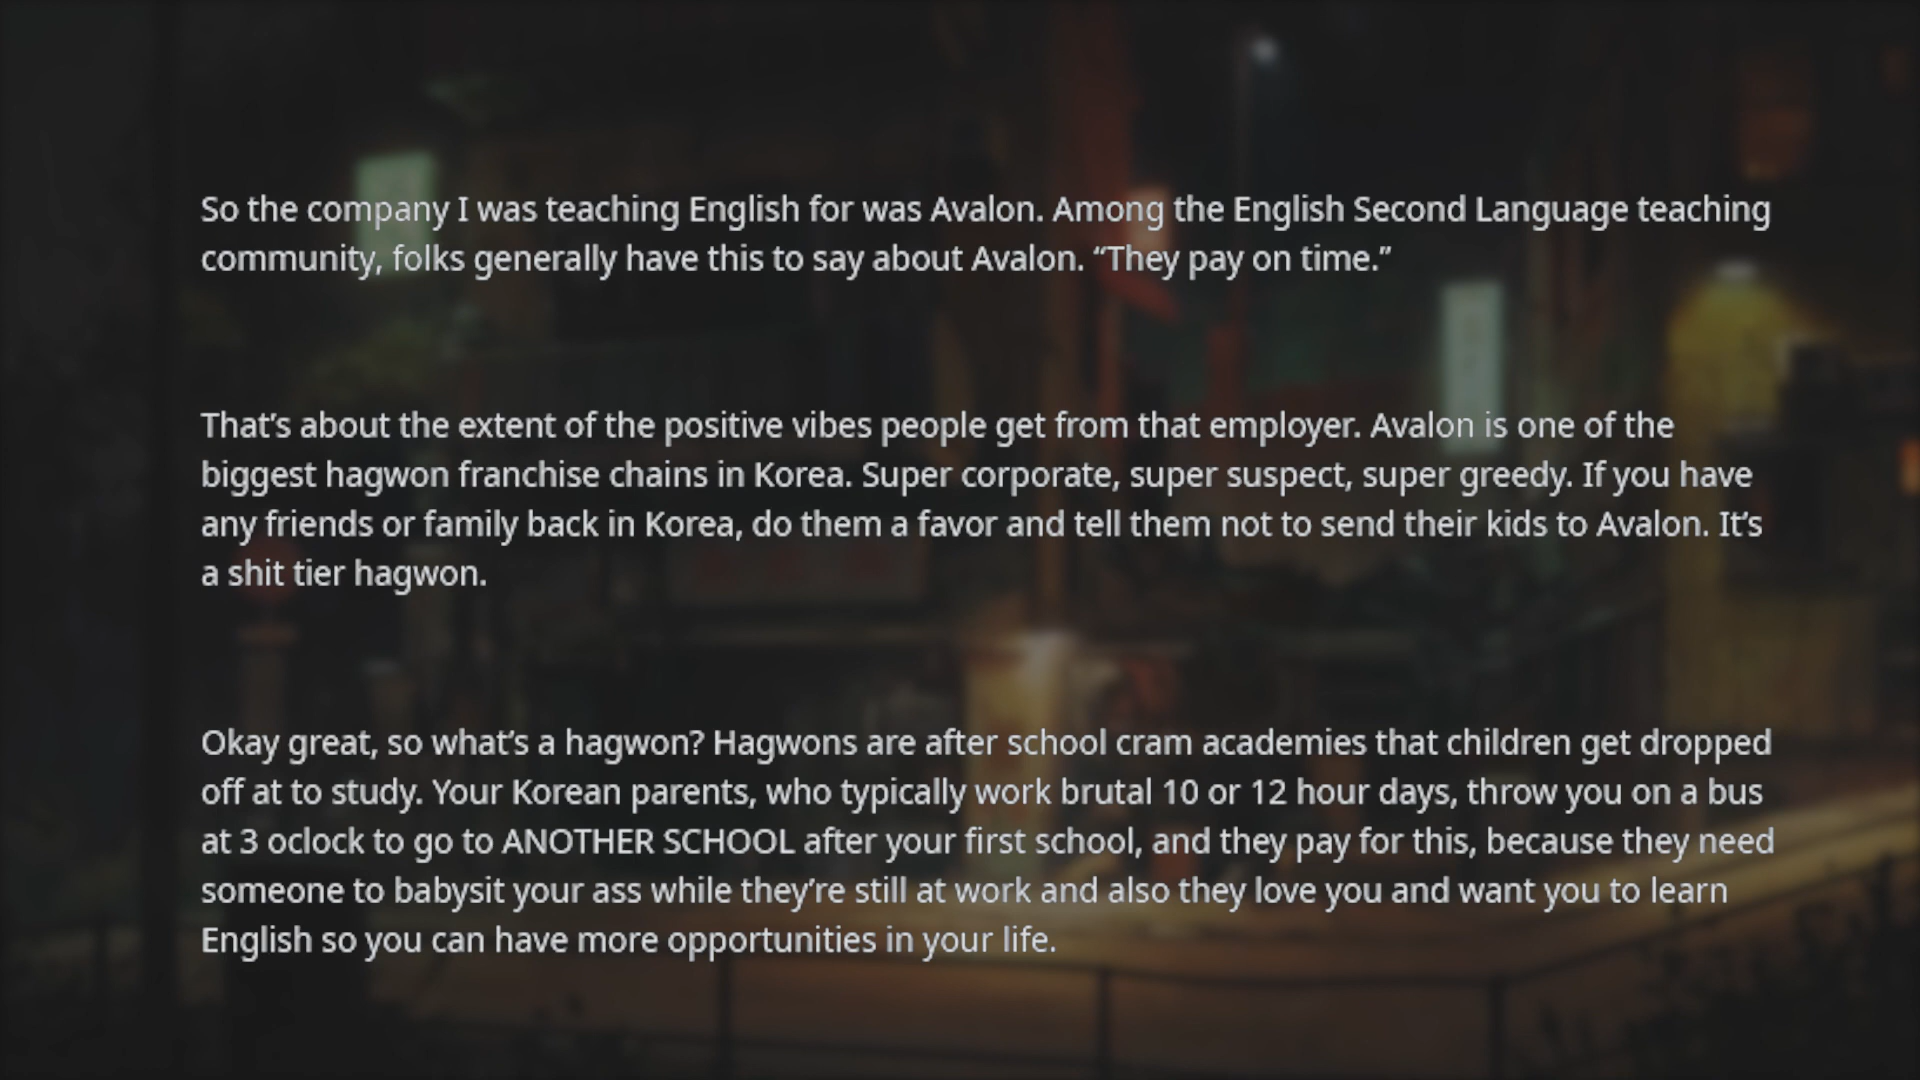 So the company I was teaching English for was Avalon. Among the English Second Language teaching
community, folks generally have this to say about Avalon. “They pay on time.”
That’s about the extent of the positive vibes people get from that employer. Avalon is one of the
biggest hagwon franchise chains in Korea. Super corporate, super suspect, super greedy. If you have
any friends or family back in Korea, do them a favor and tell them not to send their kids to Avalon. It’s
a shit tier hagwon.
Okay great, so what’s a hagwon? Hagwons are after school cram academies that children get dropped
off at to study. Your Korean parents, who typically work brutal 10 or 12 hour days, throw you on a bus
at 3 oclock to go to ANOTHER SCHOOL after your first school, and they pay for this, because they need
someone to babysit your ass while they’re still at work and also they love you and want you to learn
English so you can have more opportunities in your life.